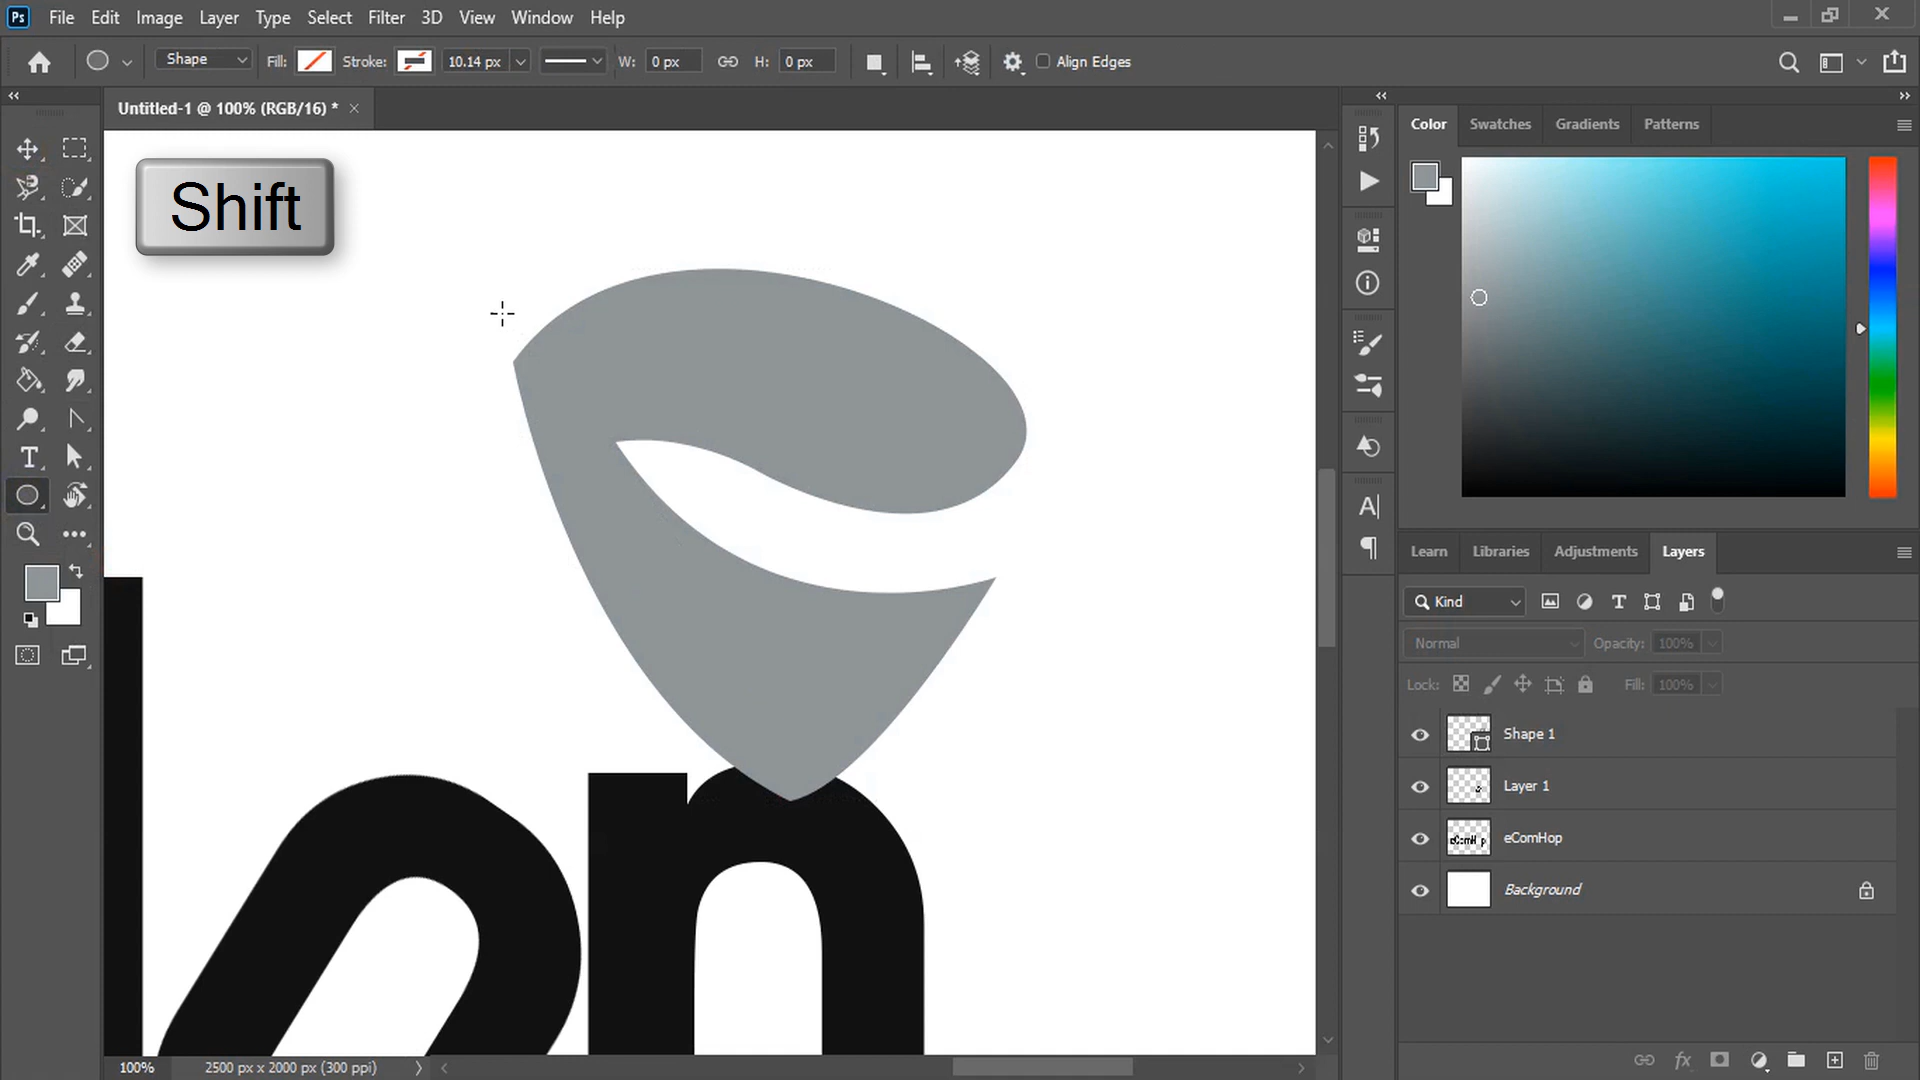 Ps File Edit Image Layer Type Select Filter 3D View Window Help
Shape Fill: Stroke: 10.14 px W: 0 px H: 0 px Align Edges
Untitled-1 @ 100% (RGB/16) *
Color Swatches Gradients Patterns
Shift
Learn Libraries Adjustments Layers
Kind
Normal Opacity: 100%
Lock: Fill: 100%
Shape 1
Layer 1
eComHop
Background
100% 2500 px x 2000 px (300 ppi)